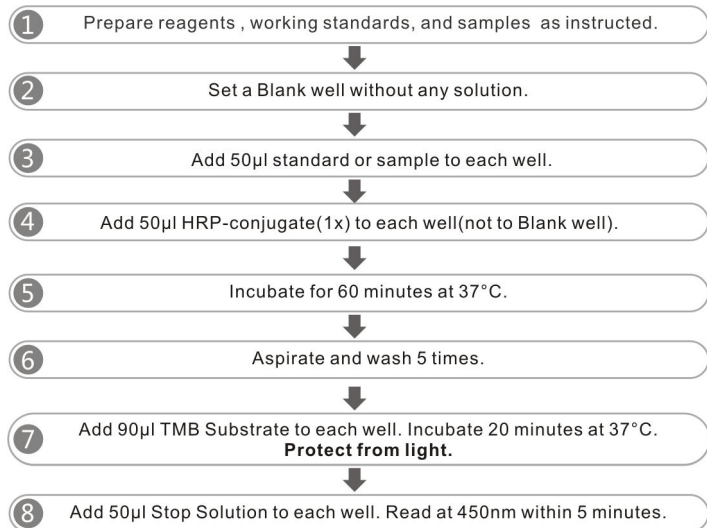 1 Prepare reagents , working standards, and samples as instructed.
2 Set a Blank well without any solution.
3 Add 50µl standard or sample to each well.
4 Add 50µl HRP-conjugate(1x) to each well(not to Blank well).
5 Incubate for 60 minutes at 37°C.
6 Aspirate and wash 5 times.
7 Add 90µl TMB Substrate to each well. Incubate 20 minutes at 37°C.
Protect from light.
8 Add 50µl Stop Solution to each well. Read at 450nm within 5 minutes.